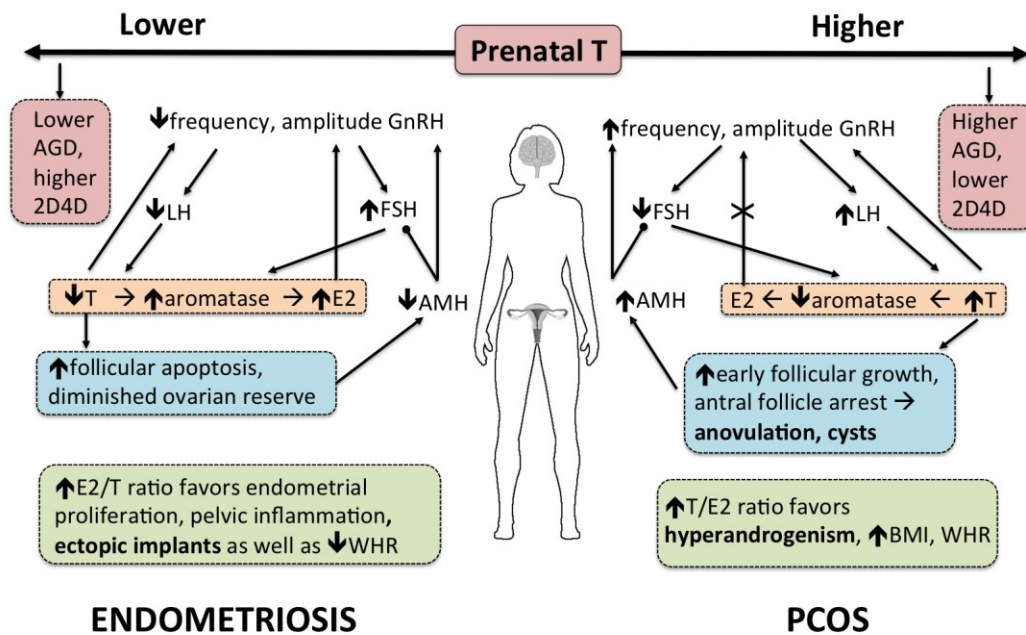 Lower
Prenatal T
Higher
Lower
AGD,
higher
2D4D
↓frequency, amplitude GnRH
↓LH
↑FSH
↓T → ↑aromatase → ↑E2
↓AMH
↑follicular apoptosis,
diminished ovarian reserve
↑E2/T ratio favors endometrial
proliferation, pelvic inflammation,
ectopic implants as well as ↓WHR
ENDOMETRIOSIS
↑frequency, amplitude GnRH
Higher
AGD,
lower
2D4D
↓FSH
↑LH
↑AMH
E2 ← ↓aromatase ← ↑T
↑early follicular growth,
antral follicle arrest →
anovulation, cysts
↑T/E2 ratio favors
hyperandrogenism, ↑BMI, WHR
PCOS